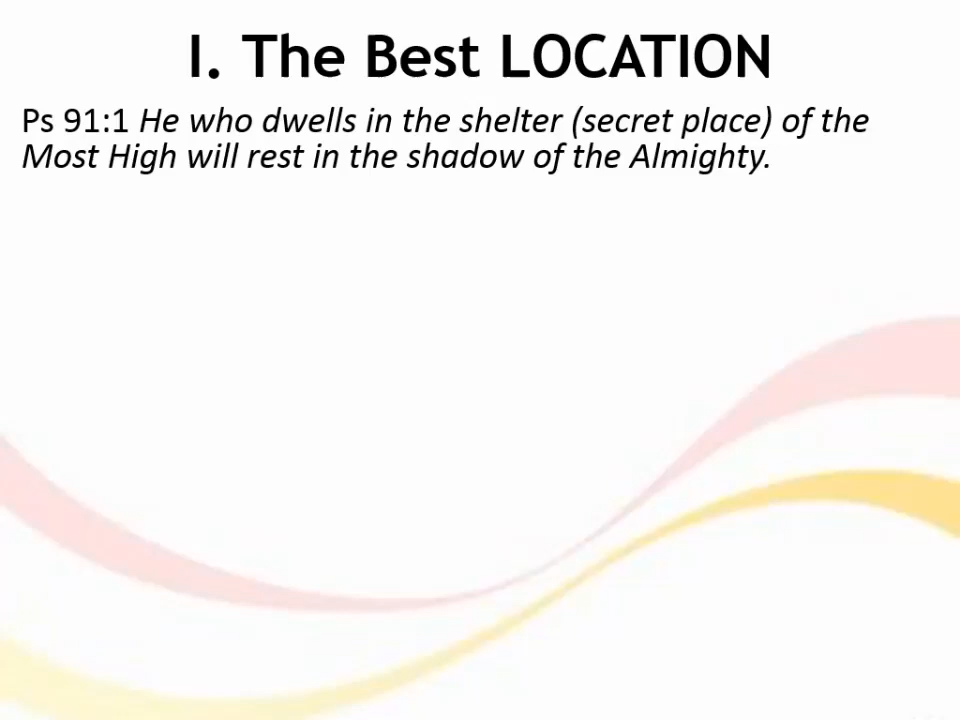 I. The Best LOCATION
Ps 91:1 He who dwells in the shelter (secret place) of the
Most High will rest in the shadow of the Almighty.